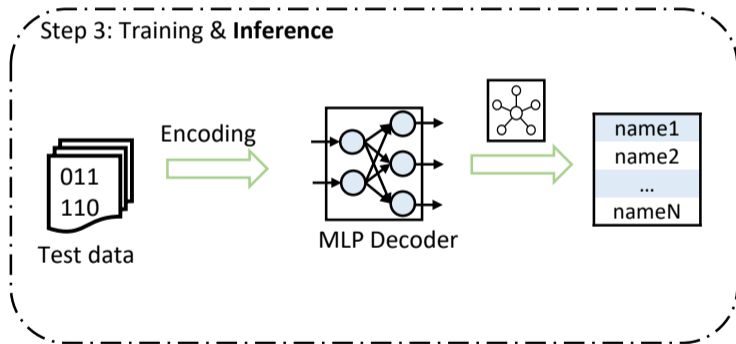 Step 3: Training & Inference
Encoding
011
110
Test data
MLP Decoder
name1
name2
...
nameN